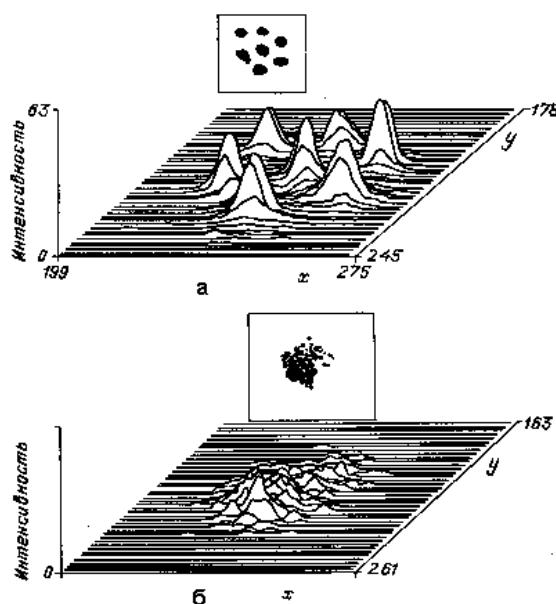 63
178
y
Интенсивность
0
245
199
x
275
а
163
y
Интенсивность
0
261
б
x